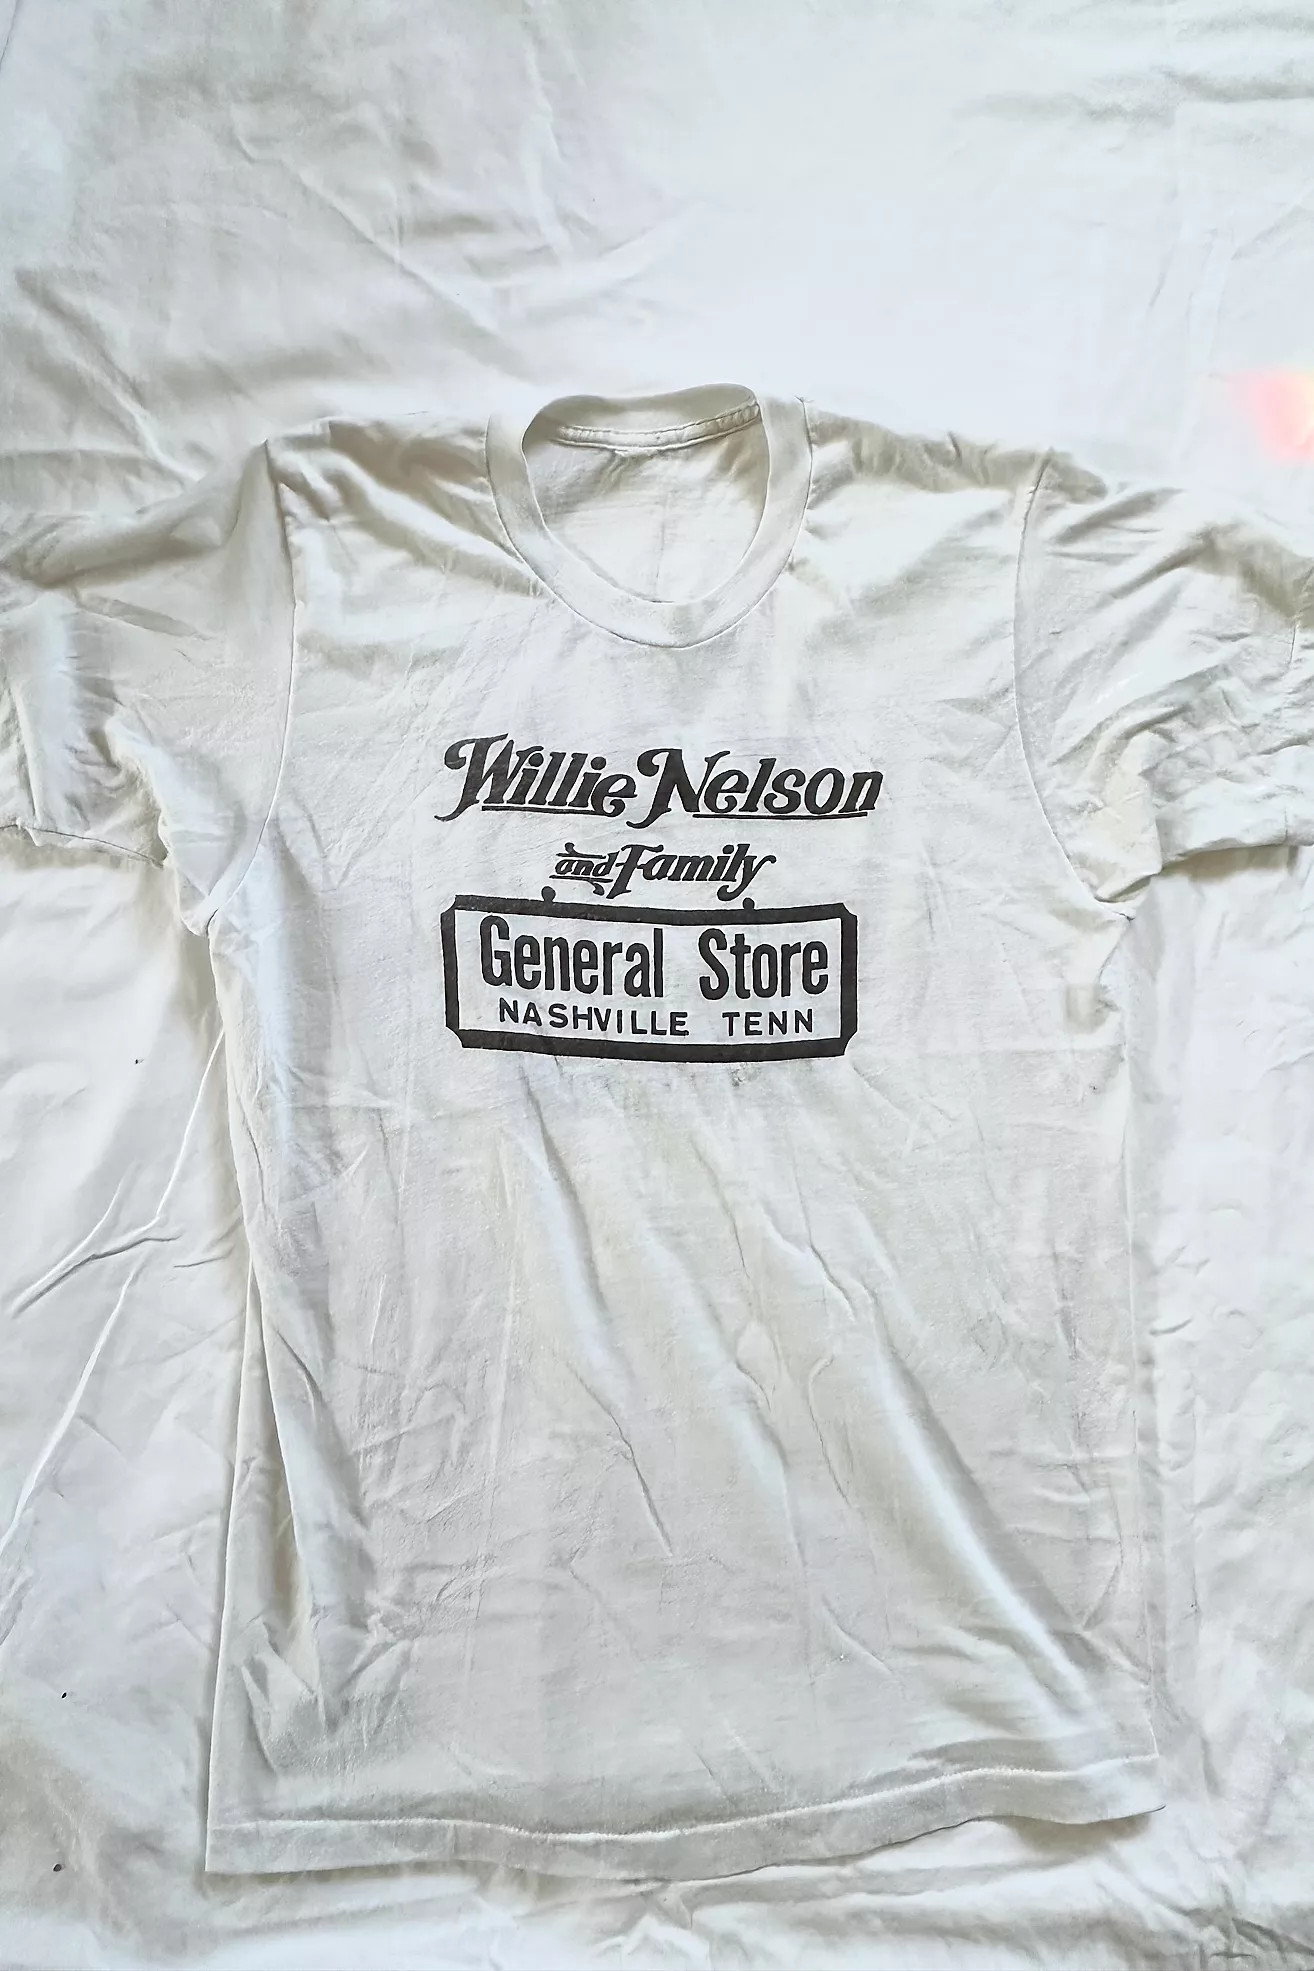 Willie Nelson
and Family
General Store
NASHVILLE TENN